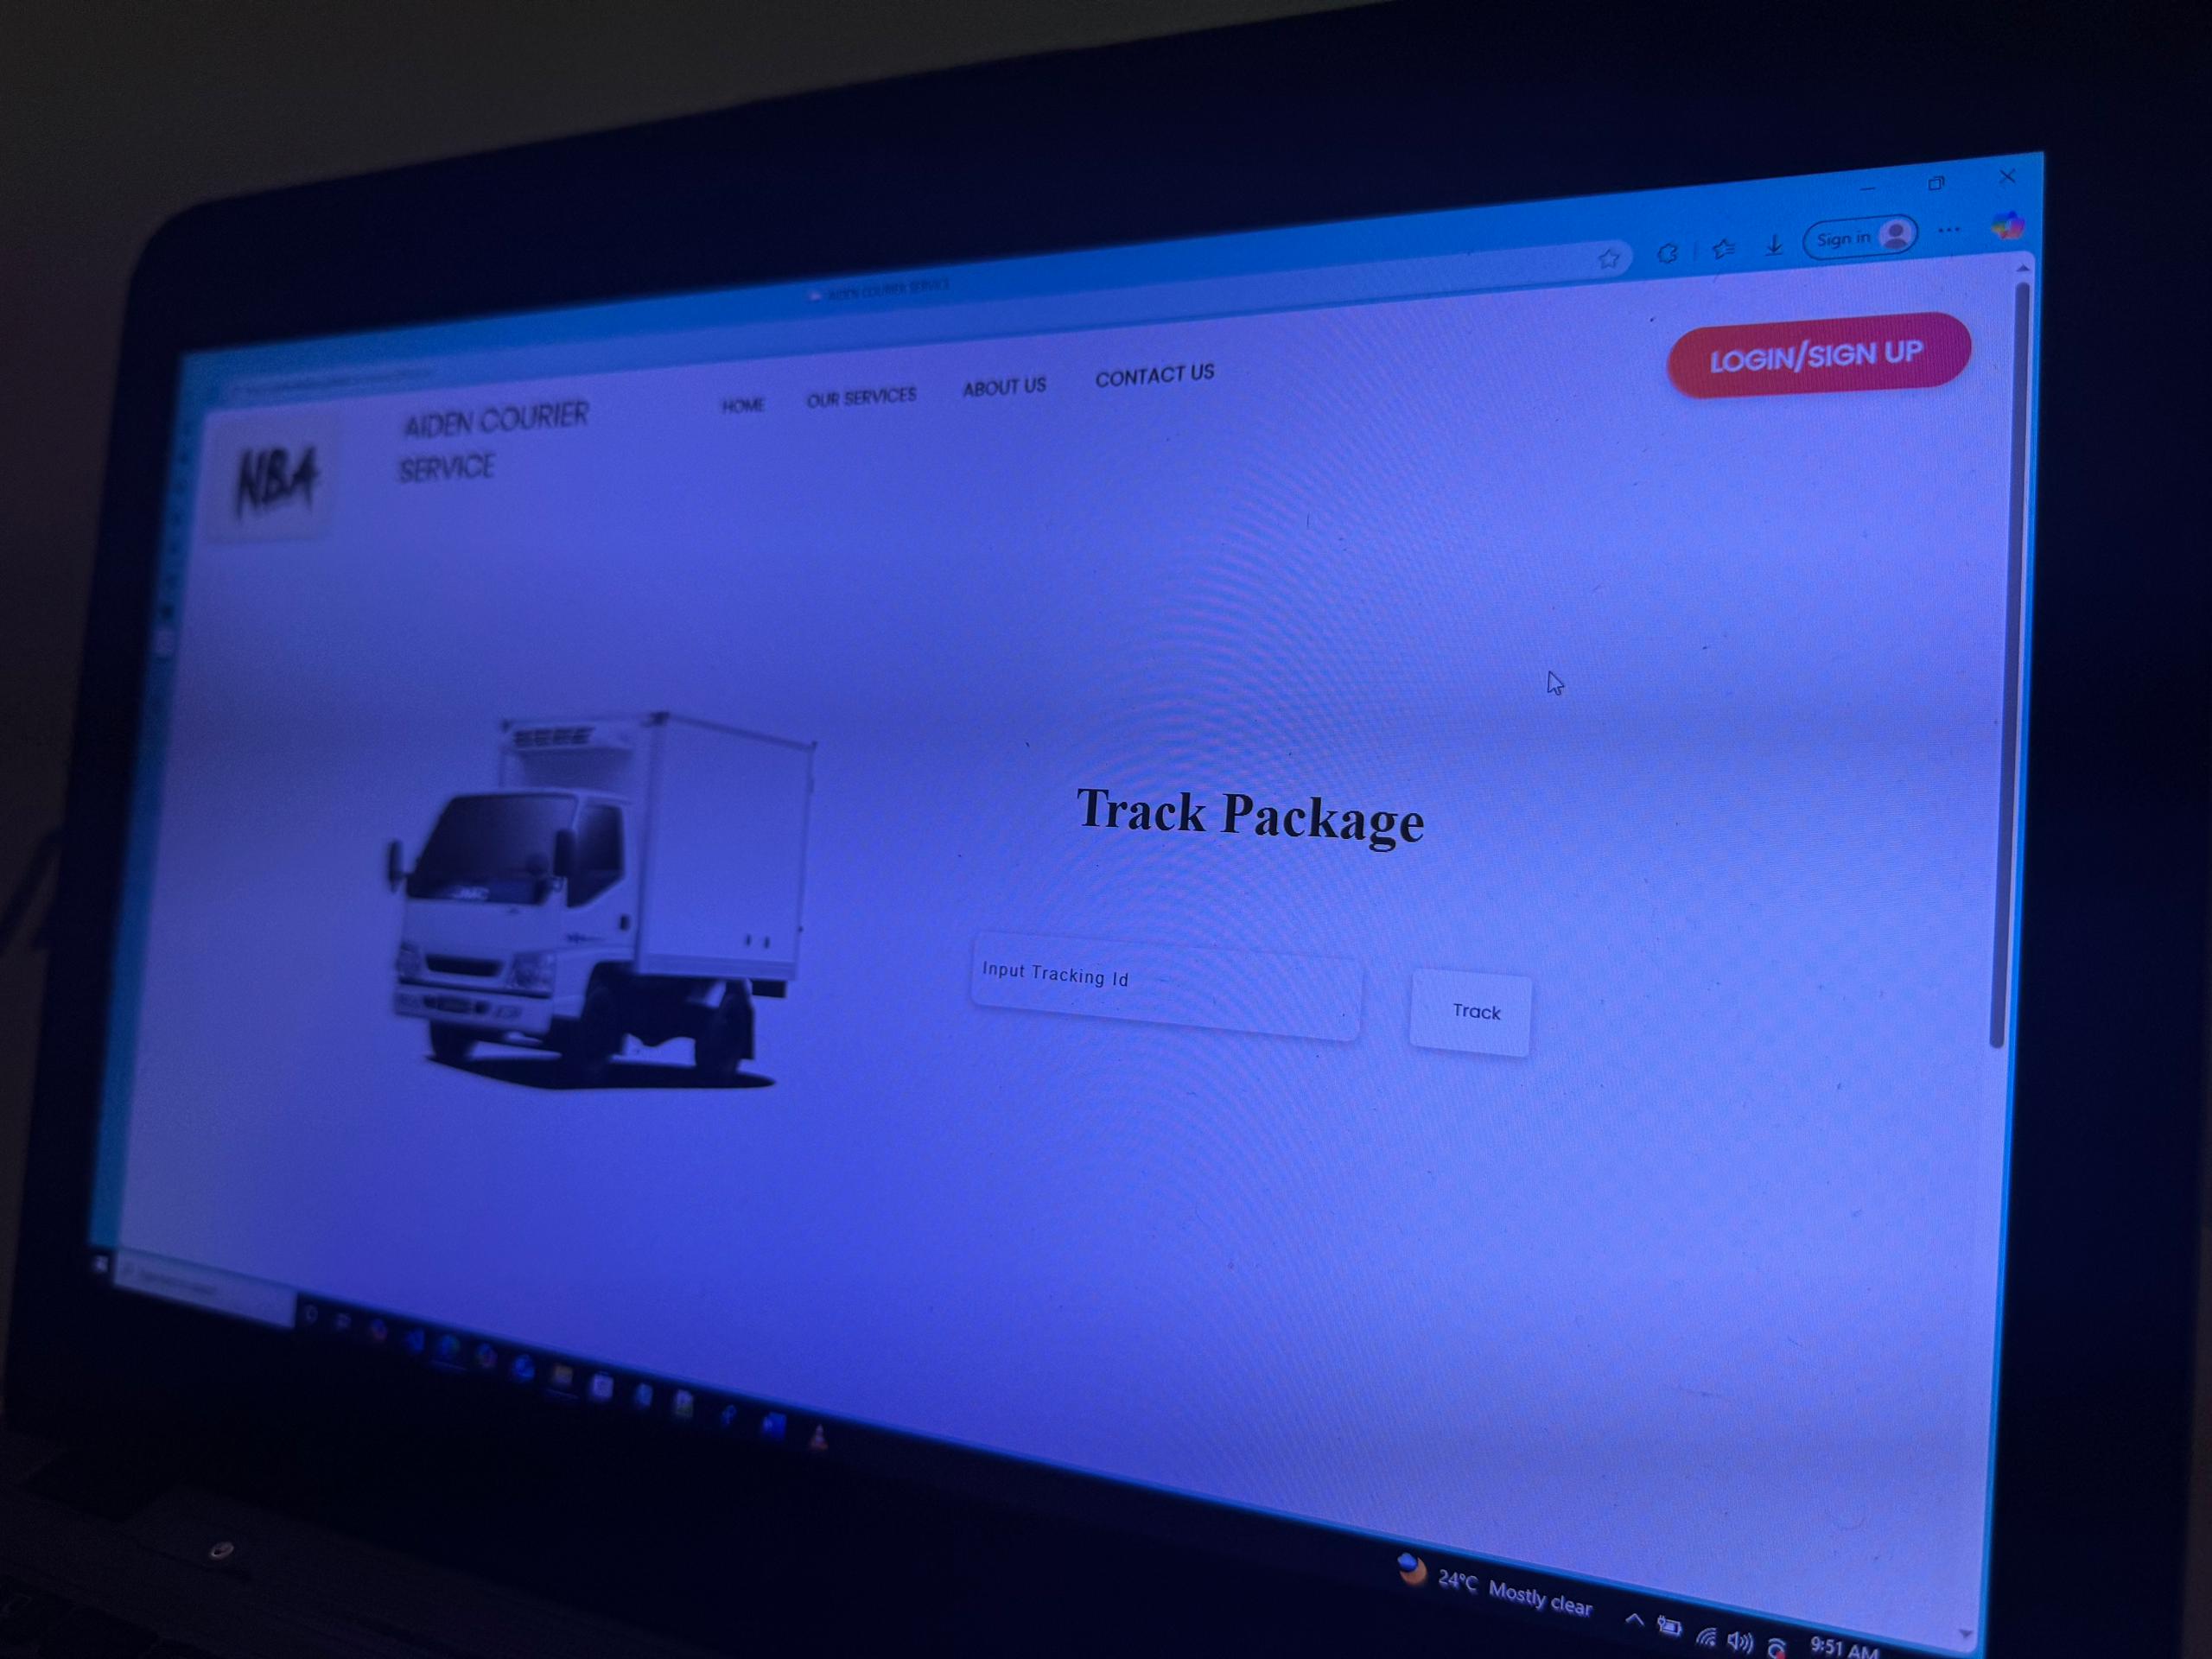 AIDEN COURIER SERVICE
Sign in
NBA
AIDEN COURIER
SERVICE
HOME
OUR SERVICES
ABOUT US
CONTACT US
LOGIN/SIGN UP
JMC
Track Package
Input Tracking Id
Track
24°C Mostly clear
9:51 AM